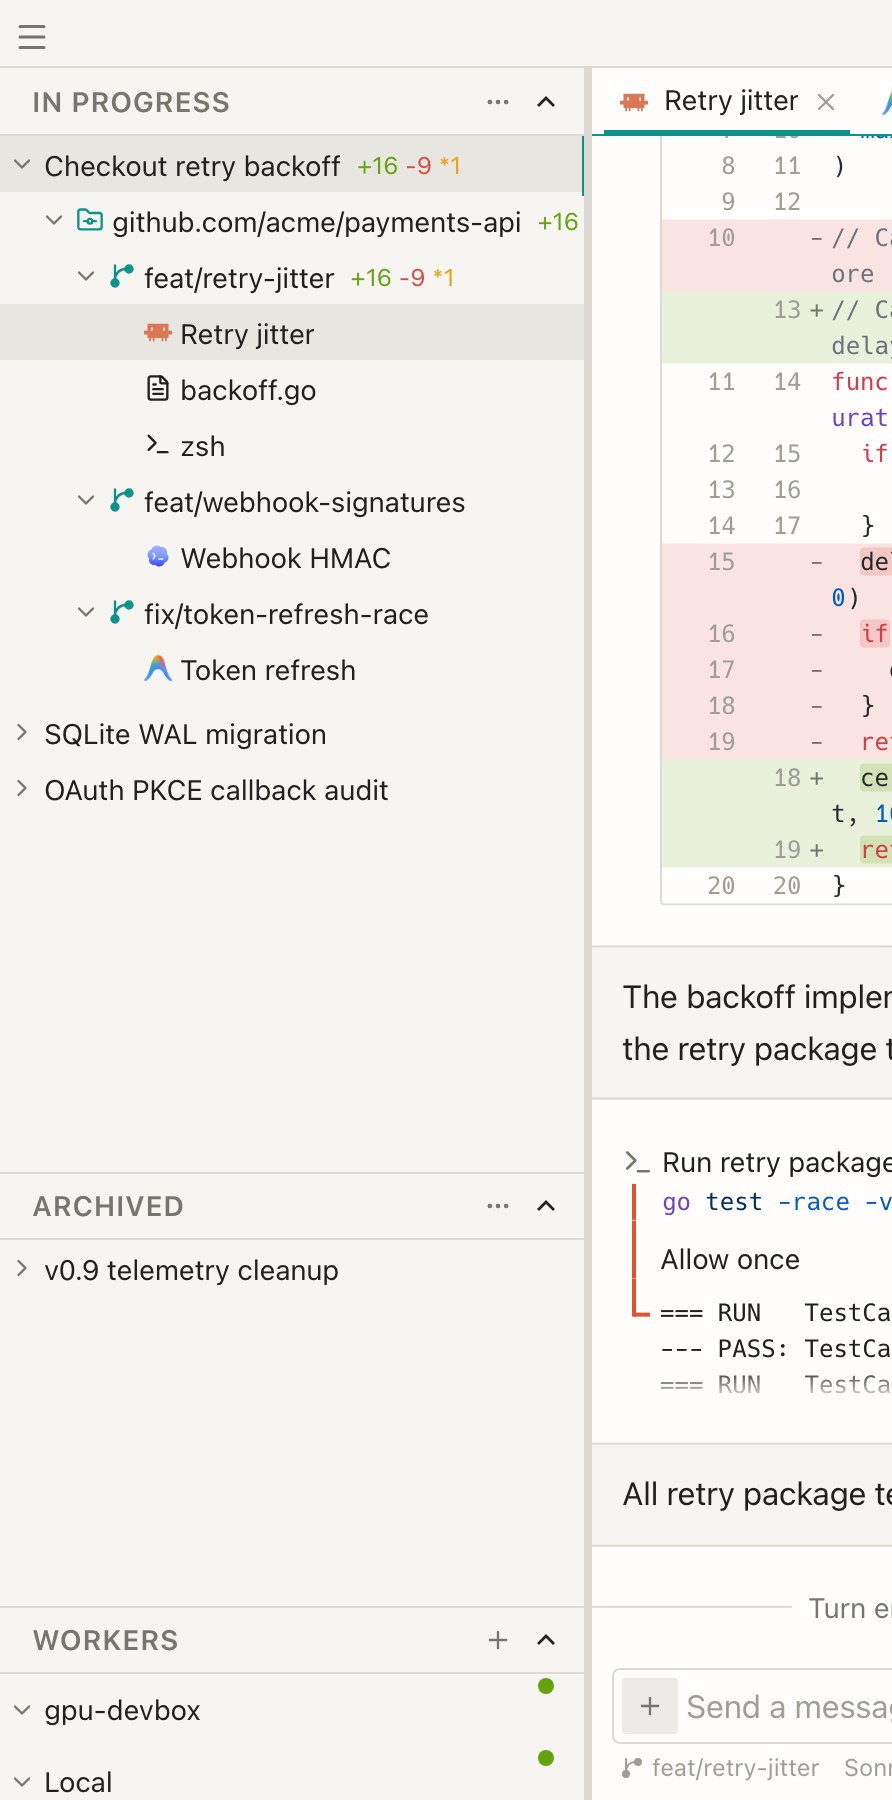 IN PROGRESS
Checkout retry backoff +16 -9 *1
github.com/acme/payments-api +16
feat/retry-jitter +16 -9 *1
Retry jitter
backoff.go
zsh
feat/webhook-signatures
Webhook HMAC
fix/token-refresh-race
Token refresh
SQLite WAL migration
OAuth PKCE callback audit
ARCHIVED
v0.9 telemetry cleanup
WORKERS
gpu-devbox
Local
Retry jitter
8 11 )
9 12
10 - //
ore
13 + //
11 14 func
12 15 if
13 16
14 17 }
15 -
0)
16 - if
17 -
18 - }
19 -
18 +
t,
19 +
20 20 }
The backoff
the retry package
Run retry package
go test -race -v
Allow once
=== RUN
--- PASS:
=== RUN
All retry package
Turn
Send a
feat/retry-jitter